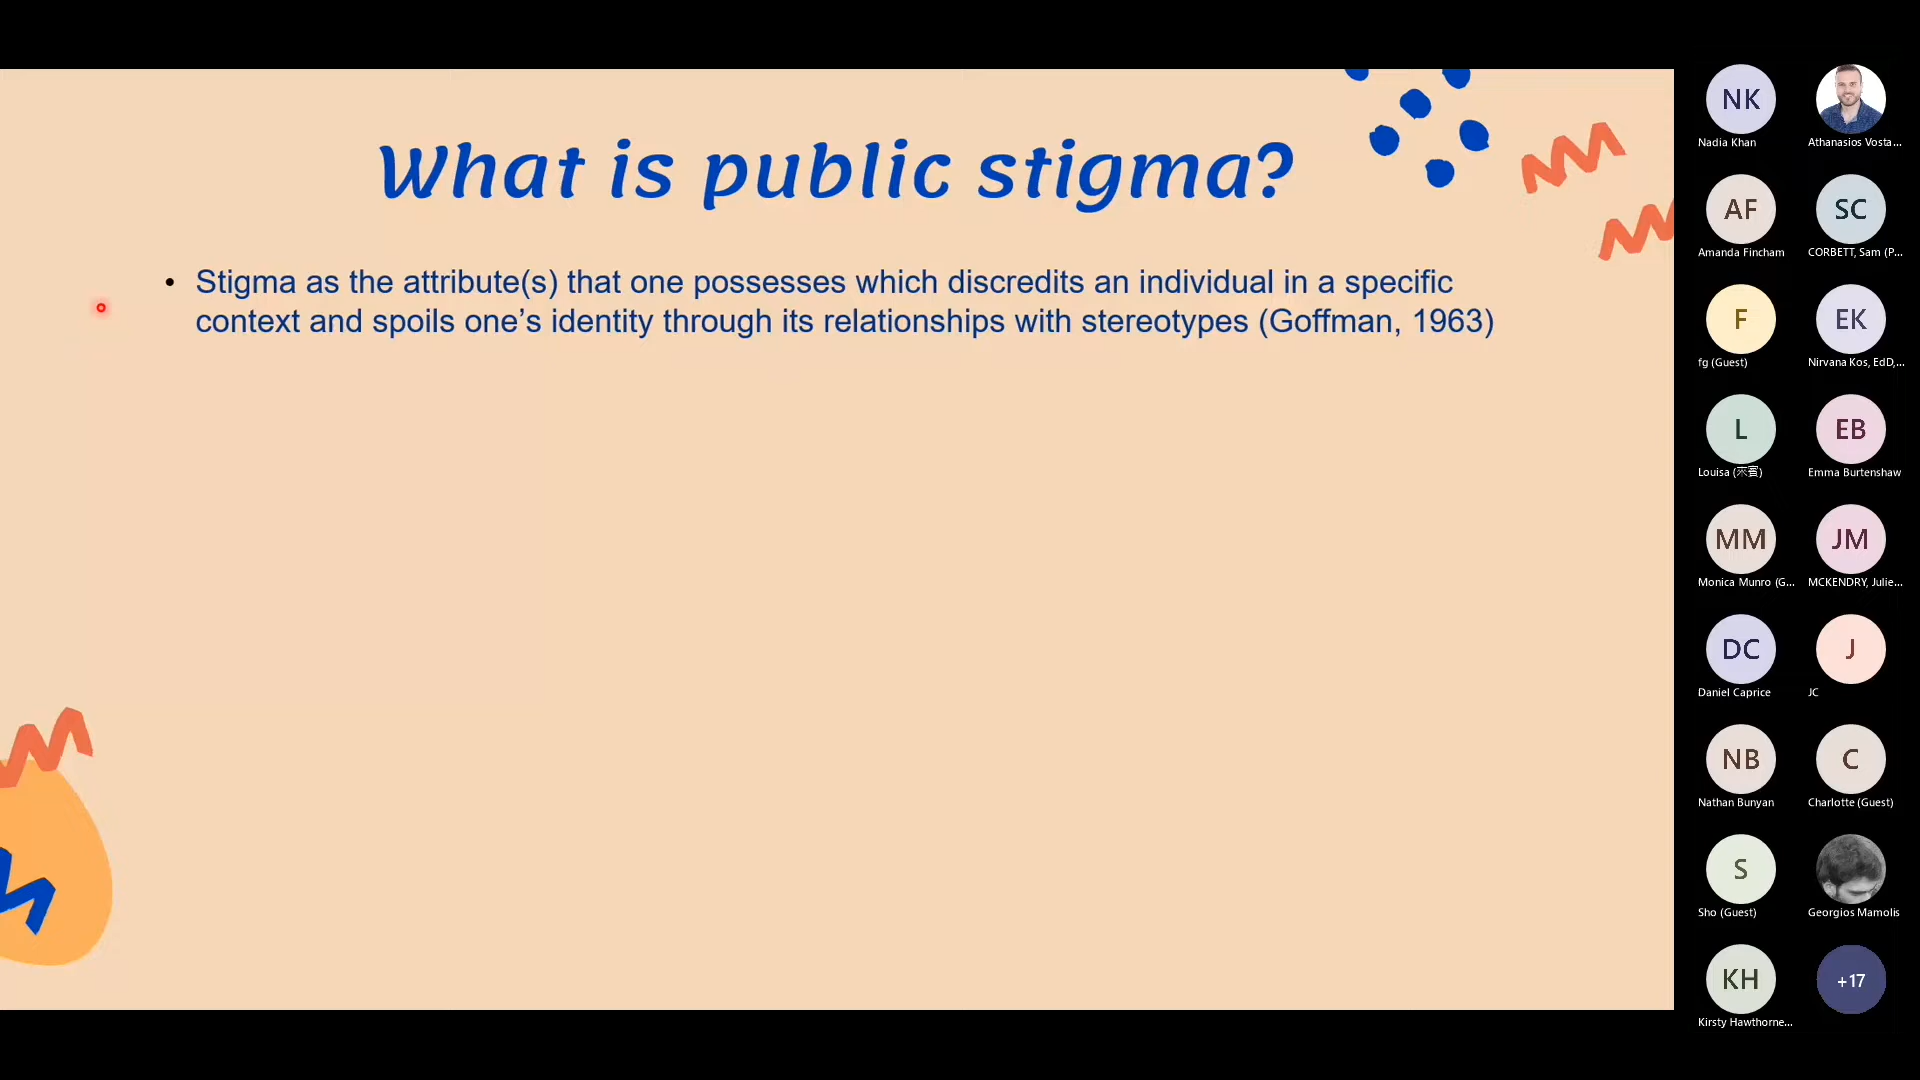 What is public stigma?
• Stigma as the attribute(s) that one possesses which discredits an individual in a specific
context and spoils one’s identity through its relationships with stereotypes (Goffman, 1963)
NK
Nadia Khan
Athanasios Vosta...
AF
Amanda Fincham
SC
CORBETT, Sam (P...
F
fg (Guest)
EK
Nirvana Kos, EdD,...
L
Louisa (來賓)
EB
Emma Burtenshaw
MM
Monica Munro (G...
JM
MCKENDRY, Julie...
DC
Daniel Caprice
J
JC
NB
Nathan Bunyan
C
Charlotte (Guest)
S
Sho (Guest)
Georgios Mamolis
KH
Kirsty Hawthorne...
+17